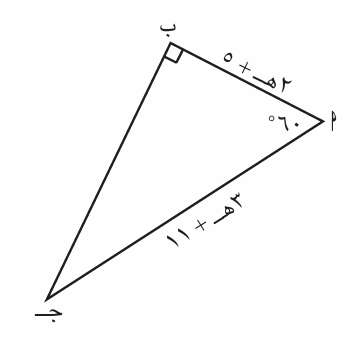 ب
٢هـ + ٥
٦٠°
م
٣هـ + ١١
جـ